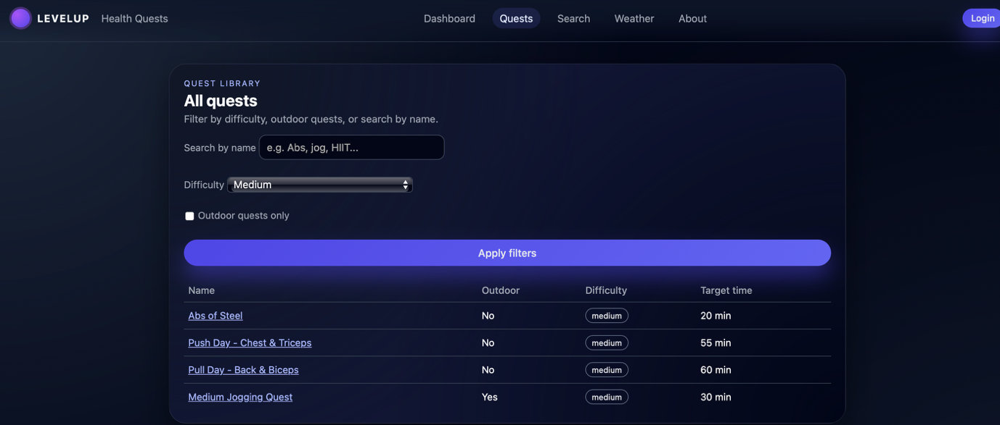 LEVELUP Health Quests Dashboard Quests Search Weather About Login
QUEST LIBRARY
All quests
Filter by difficulty, outdoor quests, or search by name.
Search by name e.g. Abs, jog, HIIT...
Difficulty Medium
Outdoor quests only
Apply filters
Name Outdoor Difficulty Target time
Abs of Steel No medium 20 min
Push Day - Chest & Triceps No medium 55 min
Pull Day - Back & Biceps No medium 60 min
Medium Jogging Quest Yes medium 30 min